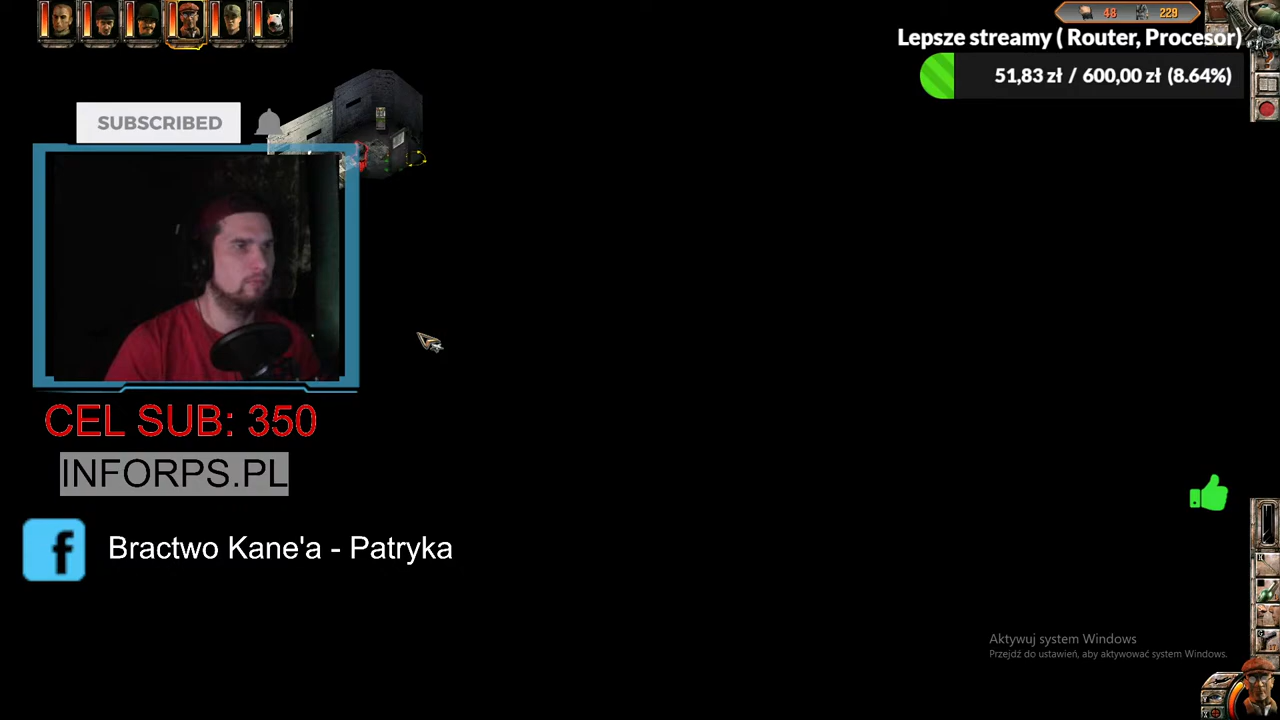 48 229
Lepsze streamy ( Router, Procesor)
51,83 zł / 600,00 zł (8.64%)
SUBSCRIBED
CEL SUB: 350
INFORPS.PL
f
Bractwo Kane'a - Patryka
Aktywuj system Windows
Przejdź do ustawień, aby aktywować system Windows.